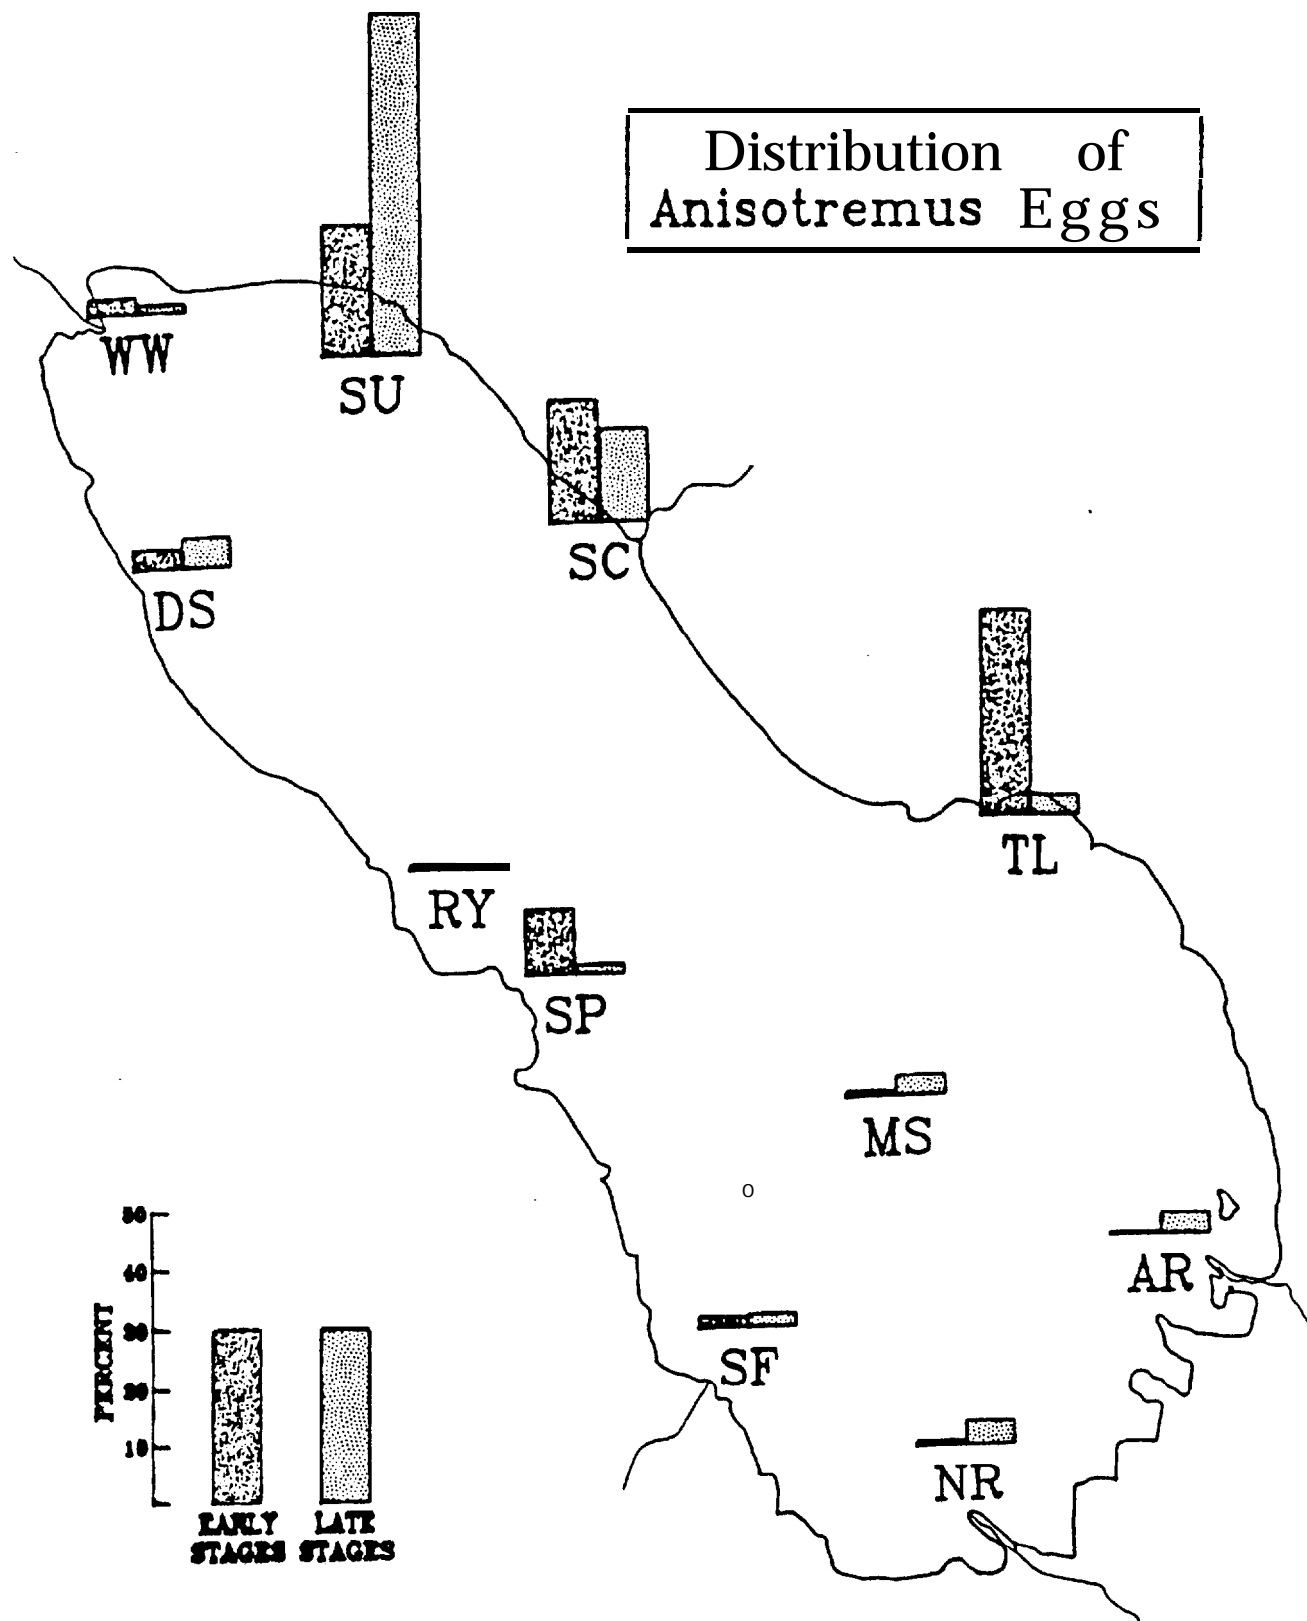 Distribution of
Anisotremus Eggs
WW
SU
SC
DS
TL
RY
SP
MS
AR
SF
NR
50
40
30
20
10
PERCENT
EARLY STAGES
LATE STAGES